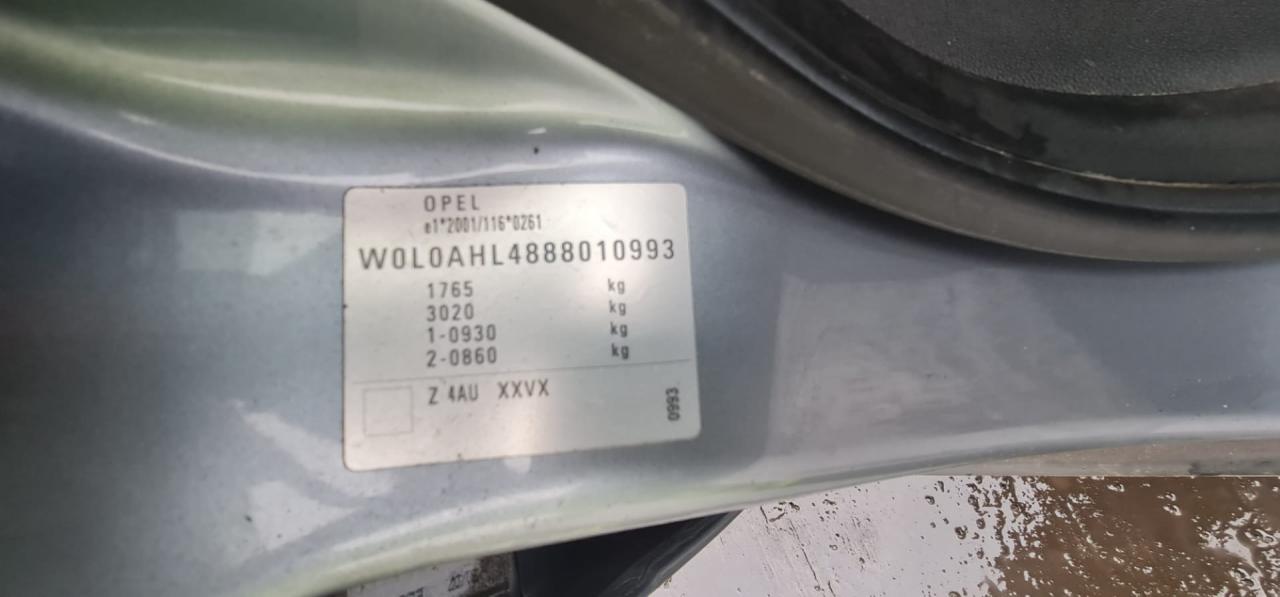 OPEL
e1*2001/116*0261
W0L0AHL4888010993
1765 kg
3020 kg
1-0930 kg
2-0860 kg
Z 4AU XXVX
0993